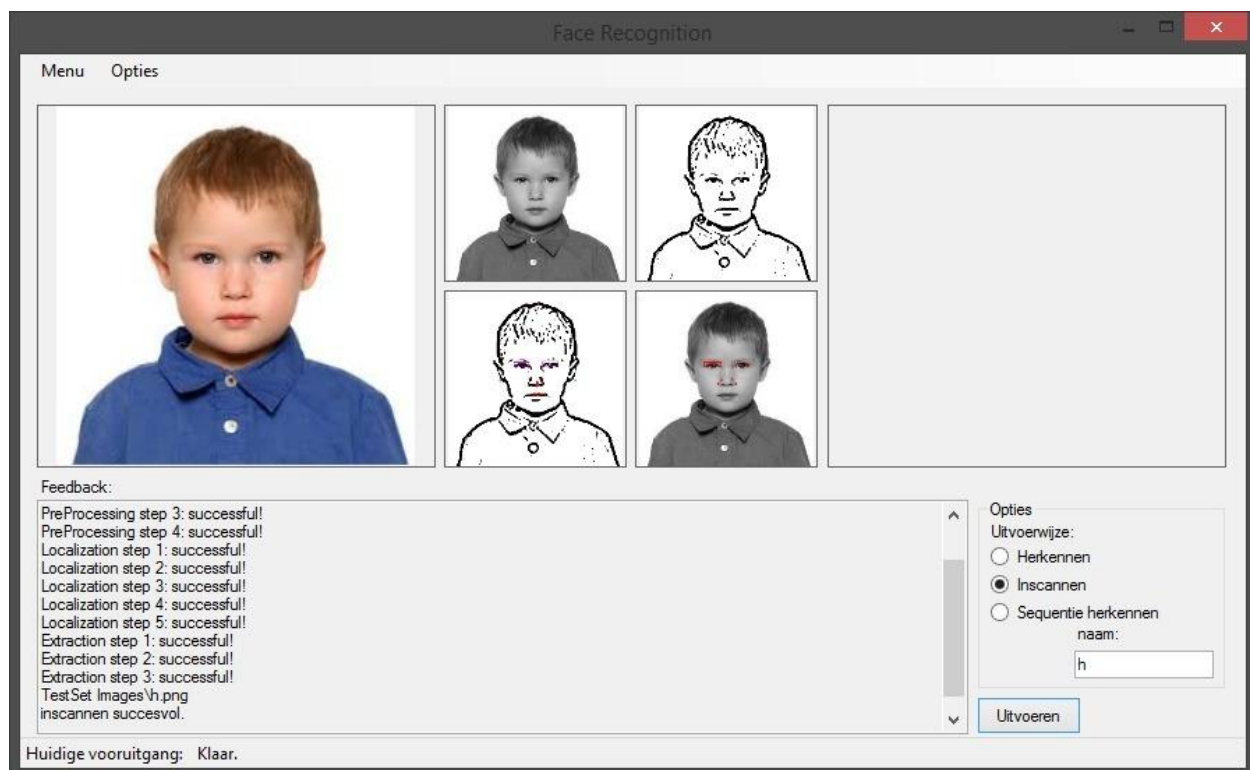 Face Recognition
Menu Opties
Feedback:
PreProcessing step 3: successful!
PreProcessing step 4: successful!
Localization step 1: successful!
Localization step 2: successful!
Localization step 3: successful!
Localization step 4: successful!
Localization step 5: successful!
Extraction step 1: successful!
Extraction step 2: successful!
Extraction step 3: successful!
TestSet Images\h.png
inscannen succesvol.
Opties
Uitvoerwijze:
Herkennen
Inscannen
Sequentie herkennen
naam:
h
Uitvoeren
Huidige vooruitgang: Klaar.